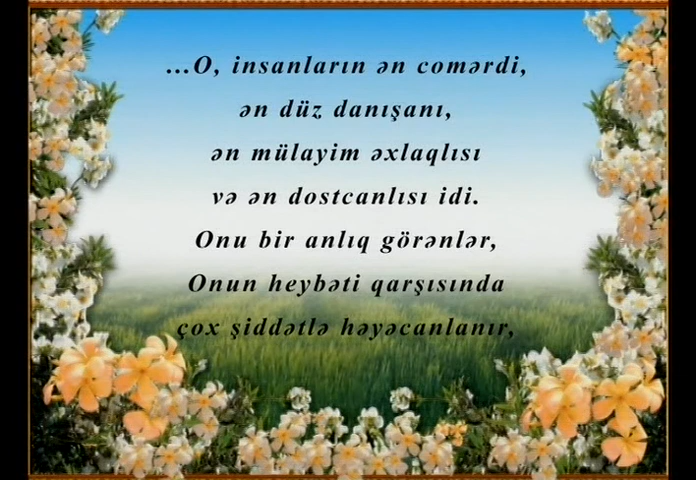 ...O, insanların ən comərdi,
ən düz danışanı,
ən mülayim əxlaqlısı
və ən dostcanlısı idi.
Onu bir anlıq görənlər,
Onun heybəti qarşısında
çox şiddətlə həyəcanlanır,